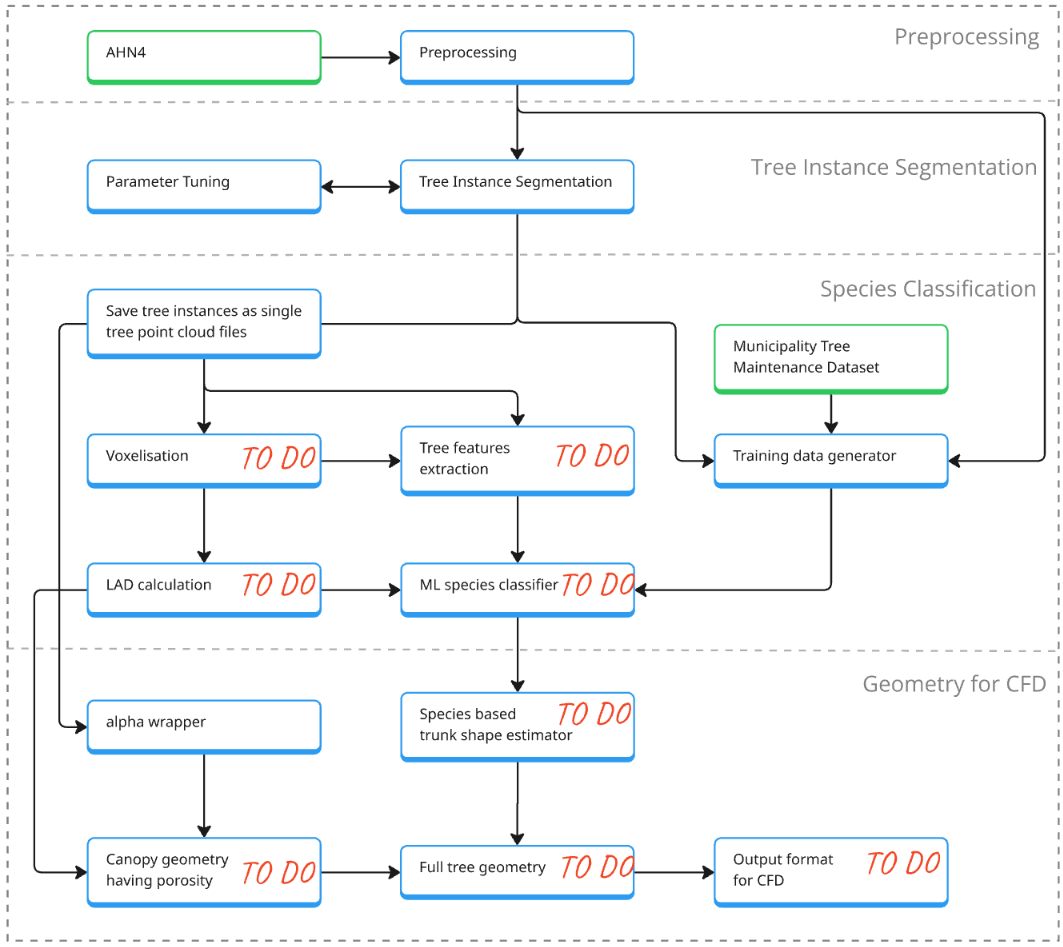 Preprocessing
AHN4
Preprocessing
Tree Instance Segmentation
Parameter Tuning
Tree Instance Segmentation
Species Classification
Save tree instances as single
tree point cloud files
Municipality Tree
Maintenance Dataset
Voxelisation
TO DO
Tree features
extraction
TO DO
Training data generator
LAD calculation
TO DO
ML species classifier
TO DO
Geometry for CFD
alpha wrapper
Species based
trunk shape estimator
TO DO
Canopy geometry
having porosity
TO DO
Full tree geometry
TO DO
Output format
for CFD
TO DO